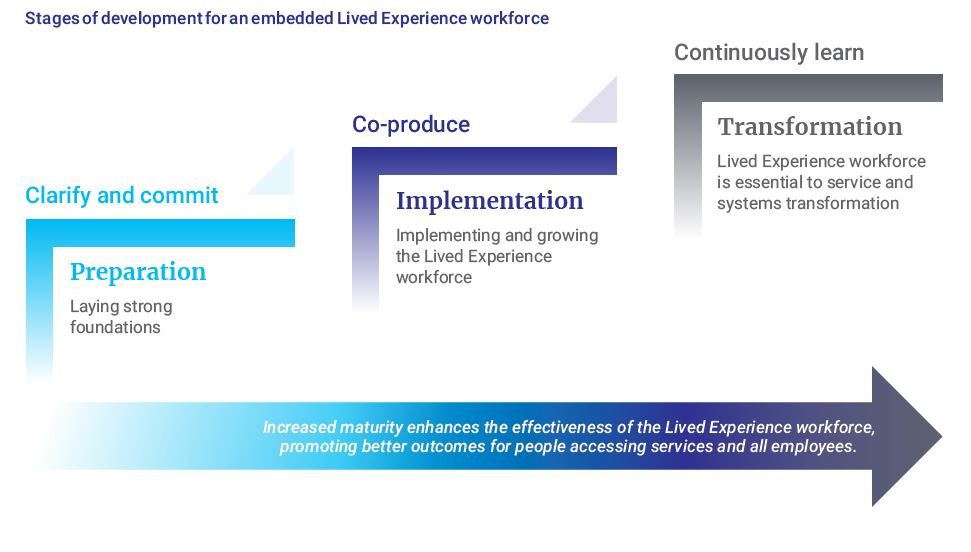 Stages of development for an embedded Lived Experience workforce
Continuously learn
Transformation
Lived Experience workforce
is essential to service and
systems transformation
Co-produce
Implementation
Implementing and growing
the Lived Experience
workforce
Clarify and commit
Preparation
Laying strong
foundations
Increased maturity enhances the effectiveness of the Lived Experience workforce,
promoting better outcomes for people accessing services and all employees.